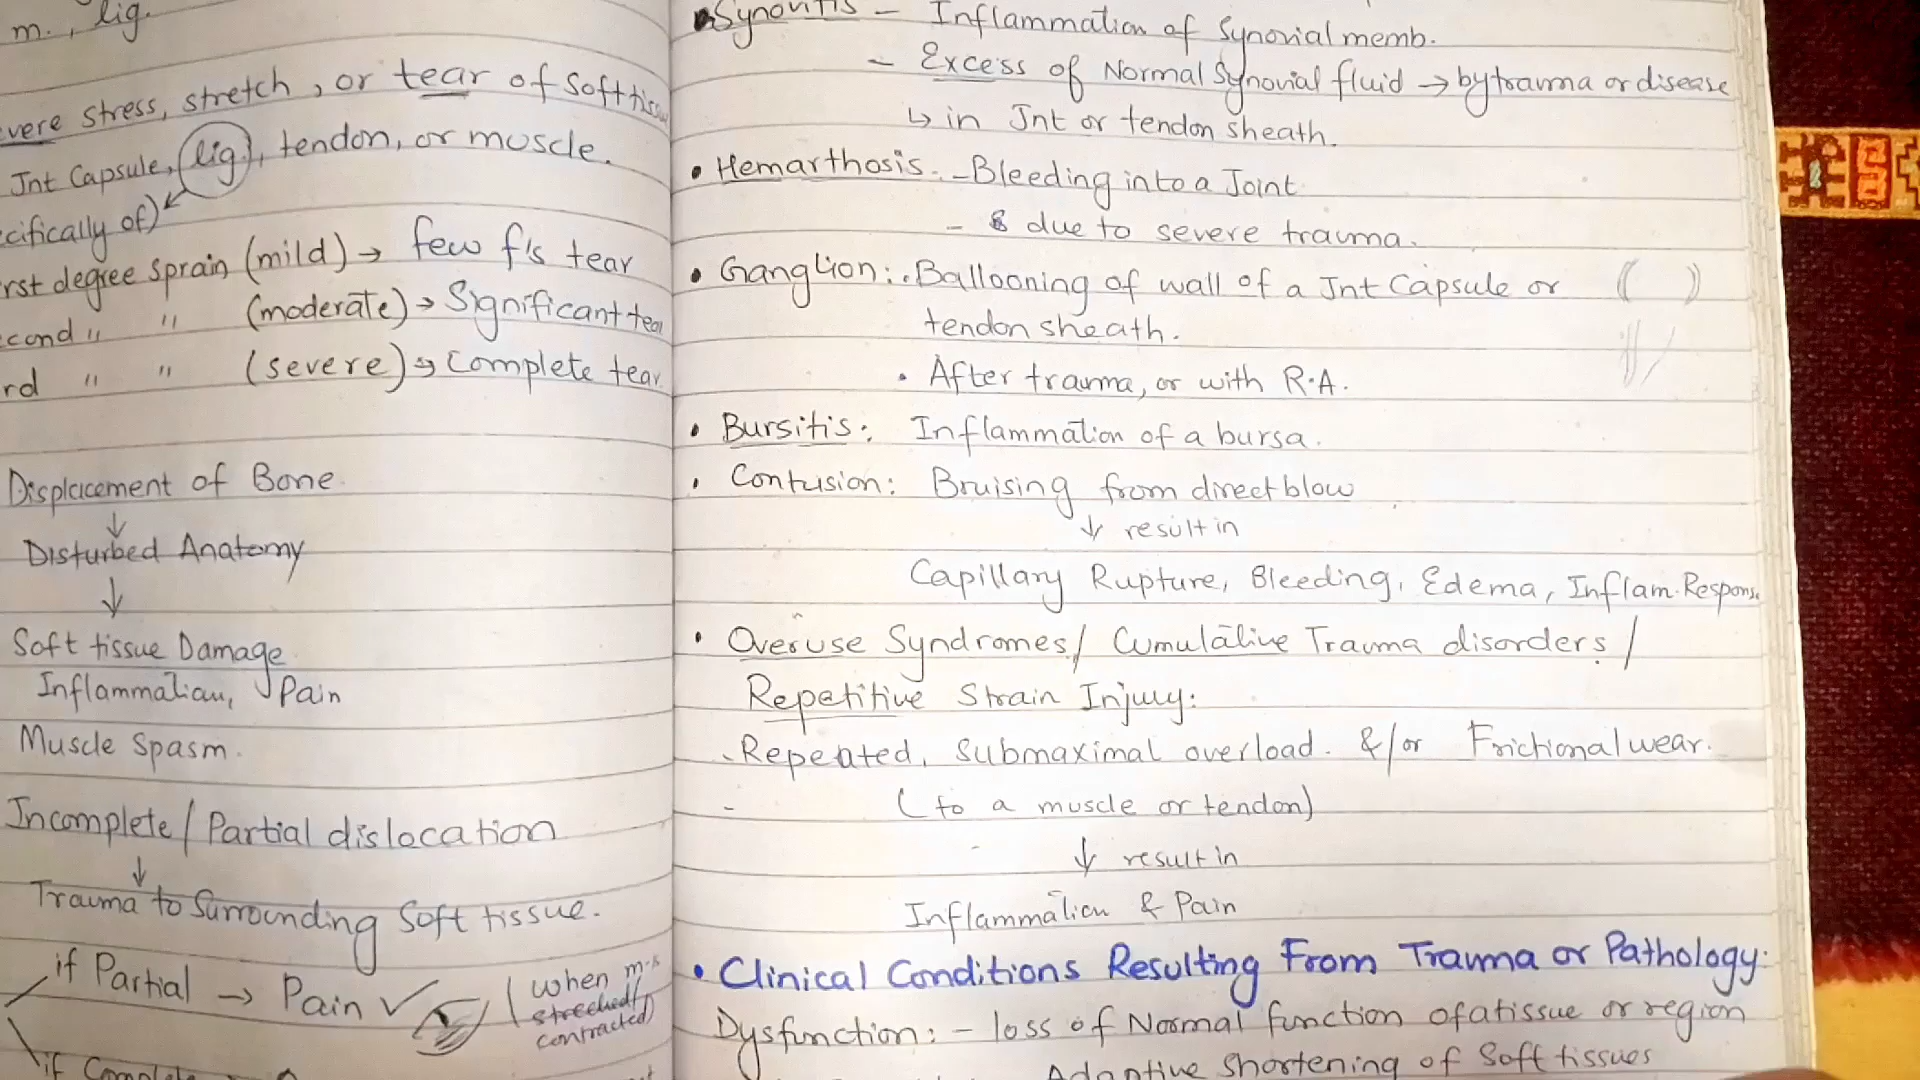 m., lig.
vere stress, stretch, or tear of Soft tissu
Jnt Capsule, (lig.), tendon, or muscle.
cifically of)
rst degree sprain (mild) → few f's tear
cond " " (moderate) → Significant tear
rd " " (severe) → Complete tear
Displacement of Bone
↓
Disturbed Anatomy
↓
Soft tissue Damage
Inflammation, Pain
Muscle Spasm.
Incomplete / Partial dislocation
↓
Trauma to Surrounding Soft tissue.
if Partial → Pain ✓ (when m.s
streched/
contracted)
if
Synovitis - Inflammation of Synovial memb.
- Excess of Normal Synovial fluid → by trauma or disease
↳ in Jnt or tendon sheath.
• Hemarthosis - Bleeding into a Joint
- due to severe trauma.
• Ganglion: . Ballooning of wall of a Jnt Capsule or
tendon sheath.
• After trauma, or with R.A.
• Bursitis: Inflammation of a bursa.
• Contusion: Bruising from direct blow
↓ result in
Capillary Rupture, Bleeding, Edema, Inflam. Respons.
• Overuse Syndromes / Cumulative Trauma disorders /
Repetitive Strain Injury:
- Repeated, submaximal overload. &/or Frictional wear.
- (to a muscle or tendon)
↓ result in
Inflammation & Pain
• Clinical Conditions Resulting From Trauma or Pathology:
Dysfunction: - loss of Normal function of a tissue or region
Adaptive Shortening of Soft tissues